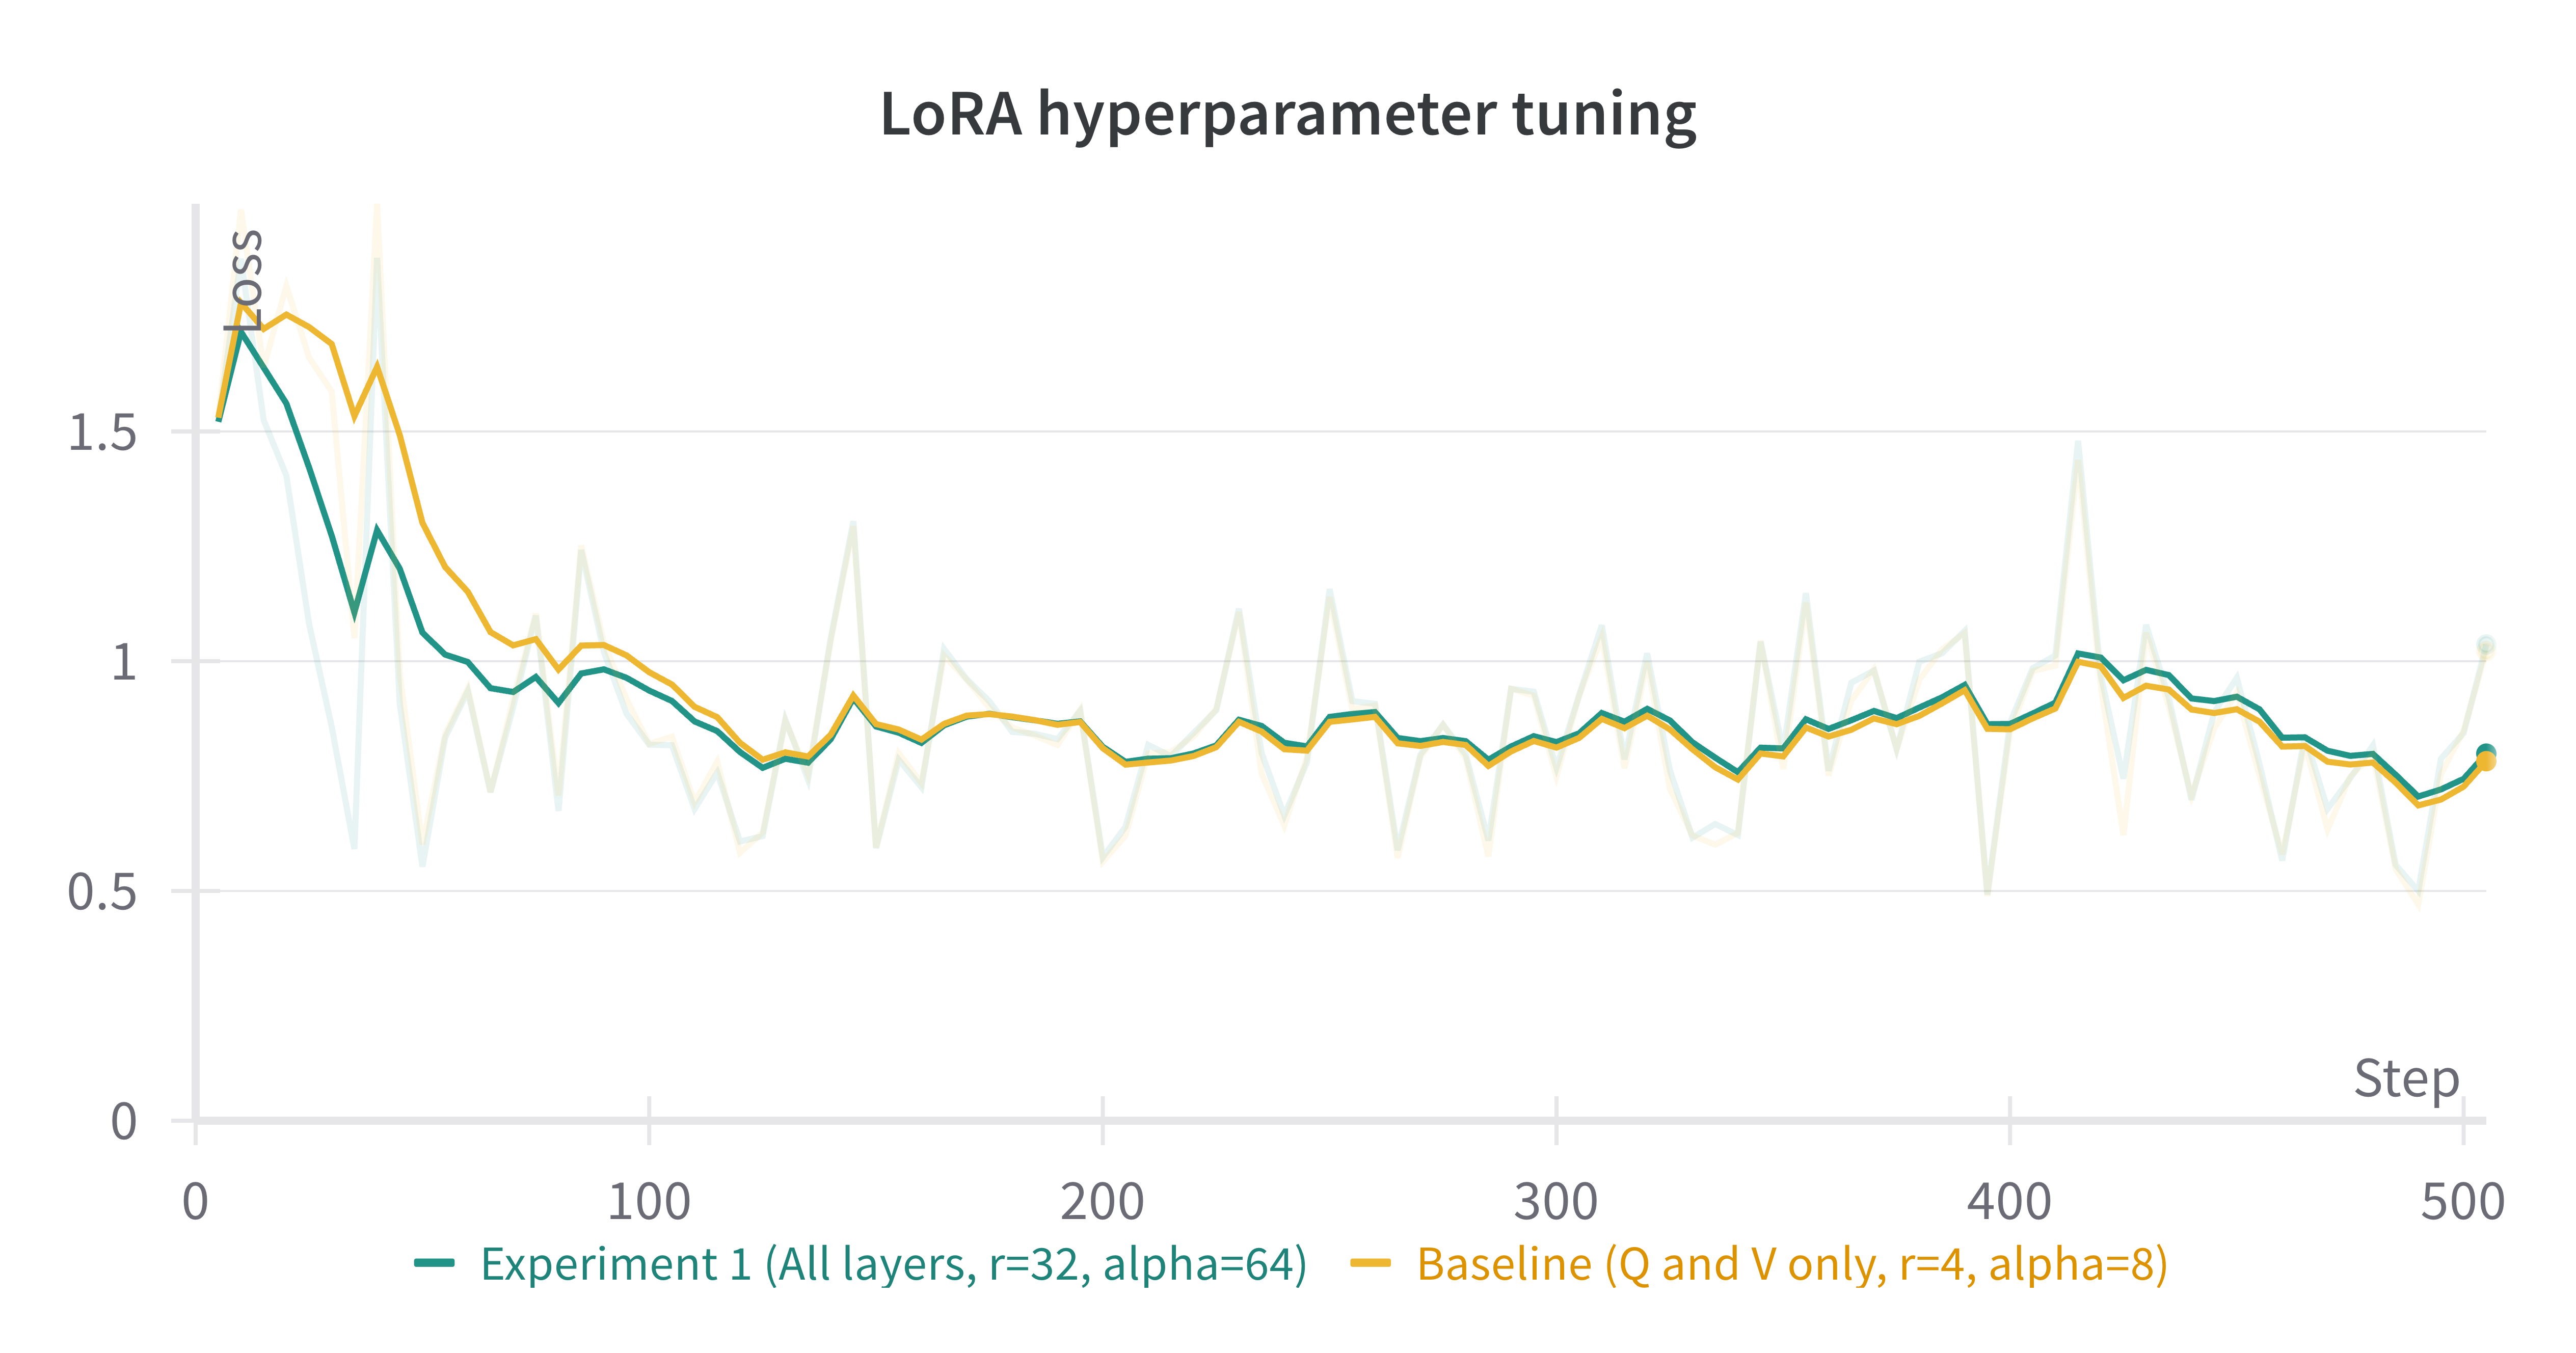 LoRA hyperparameter tuning
Loss
1.5
1
0.5
0
Step
0 100 200 300 400 500
Experiment 1 (All layers, r=32, alpha=64) Baseline (Q and V only, r=4, alpha=8)